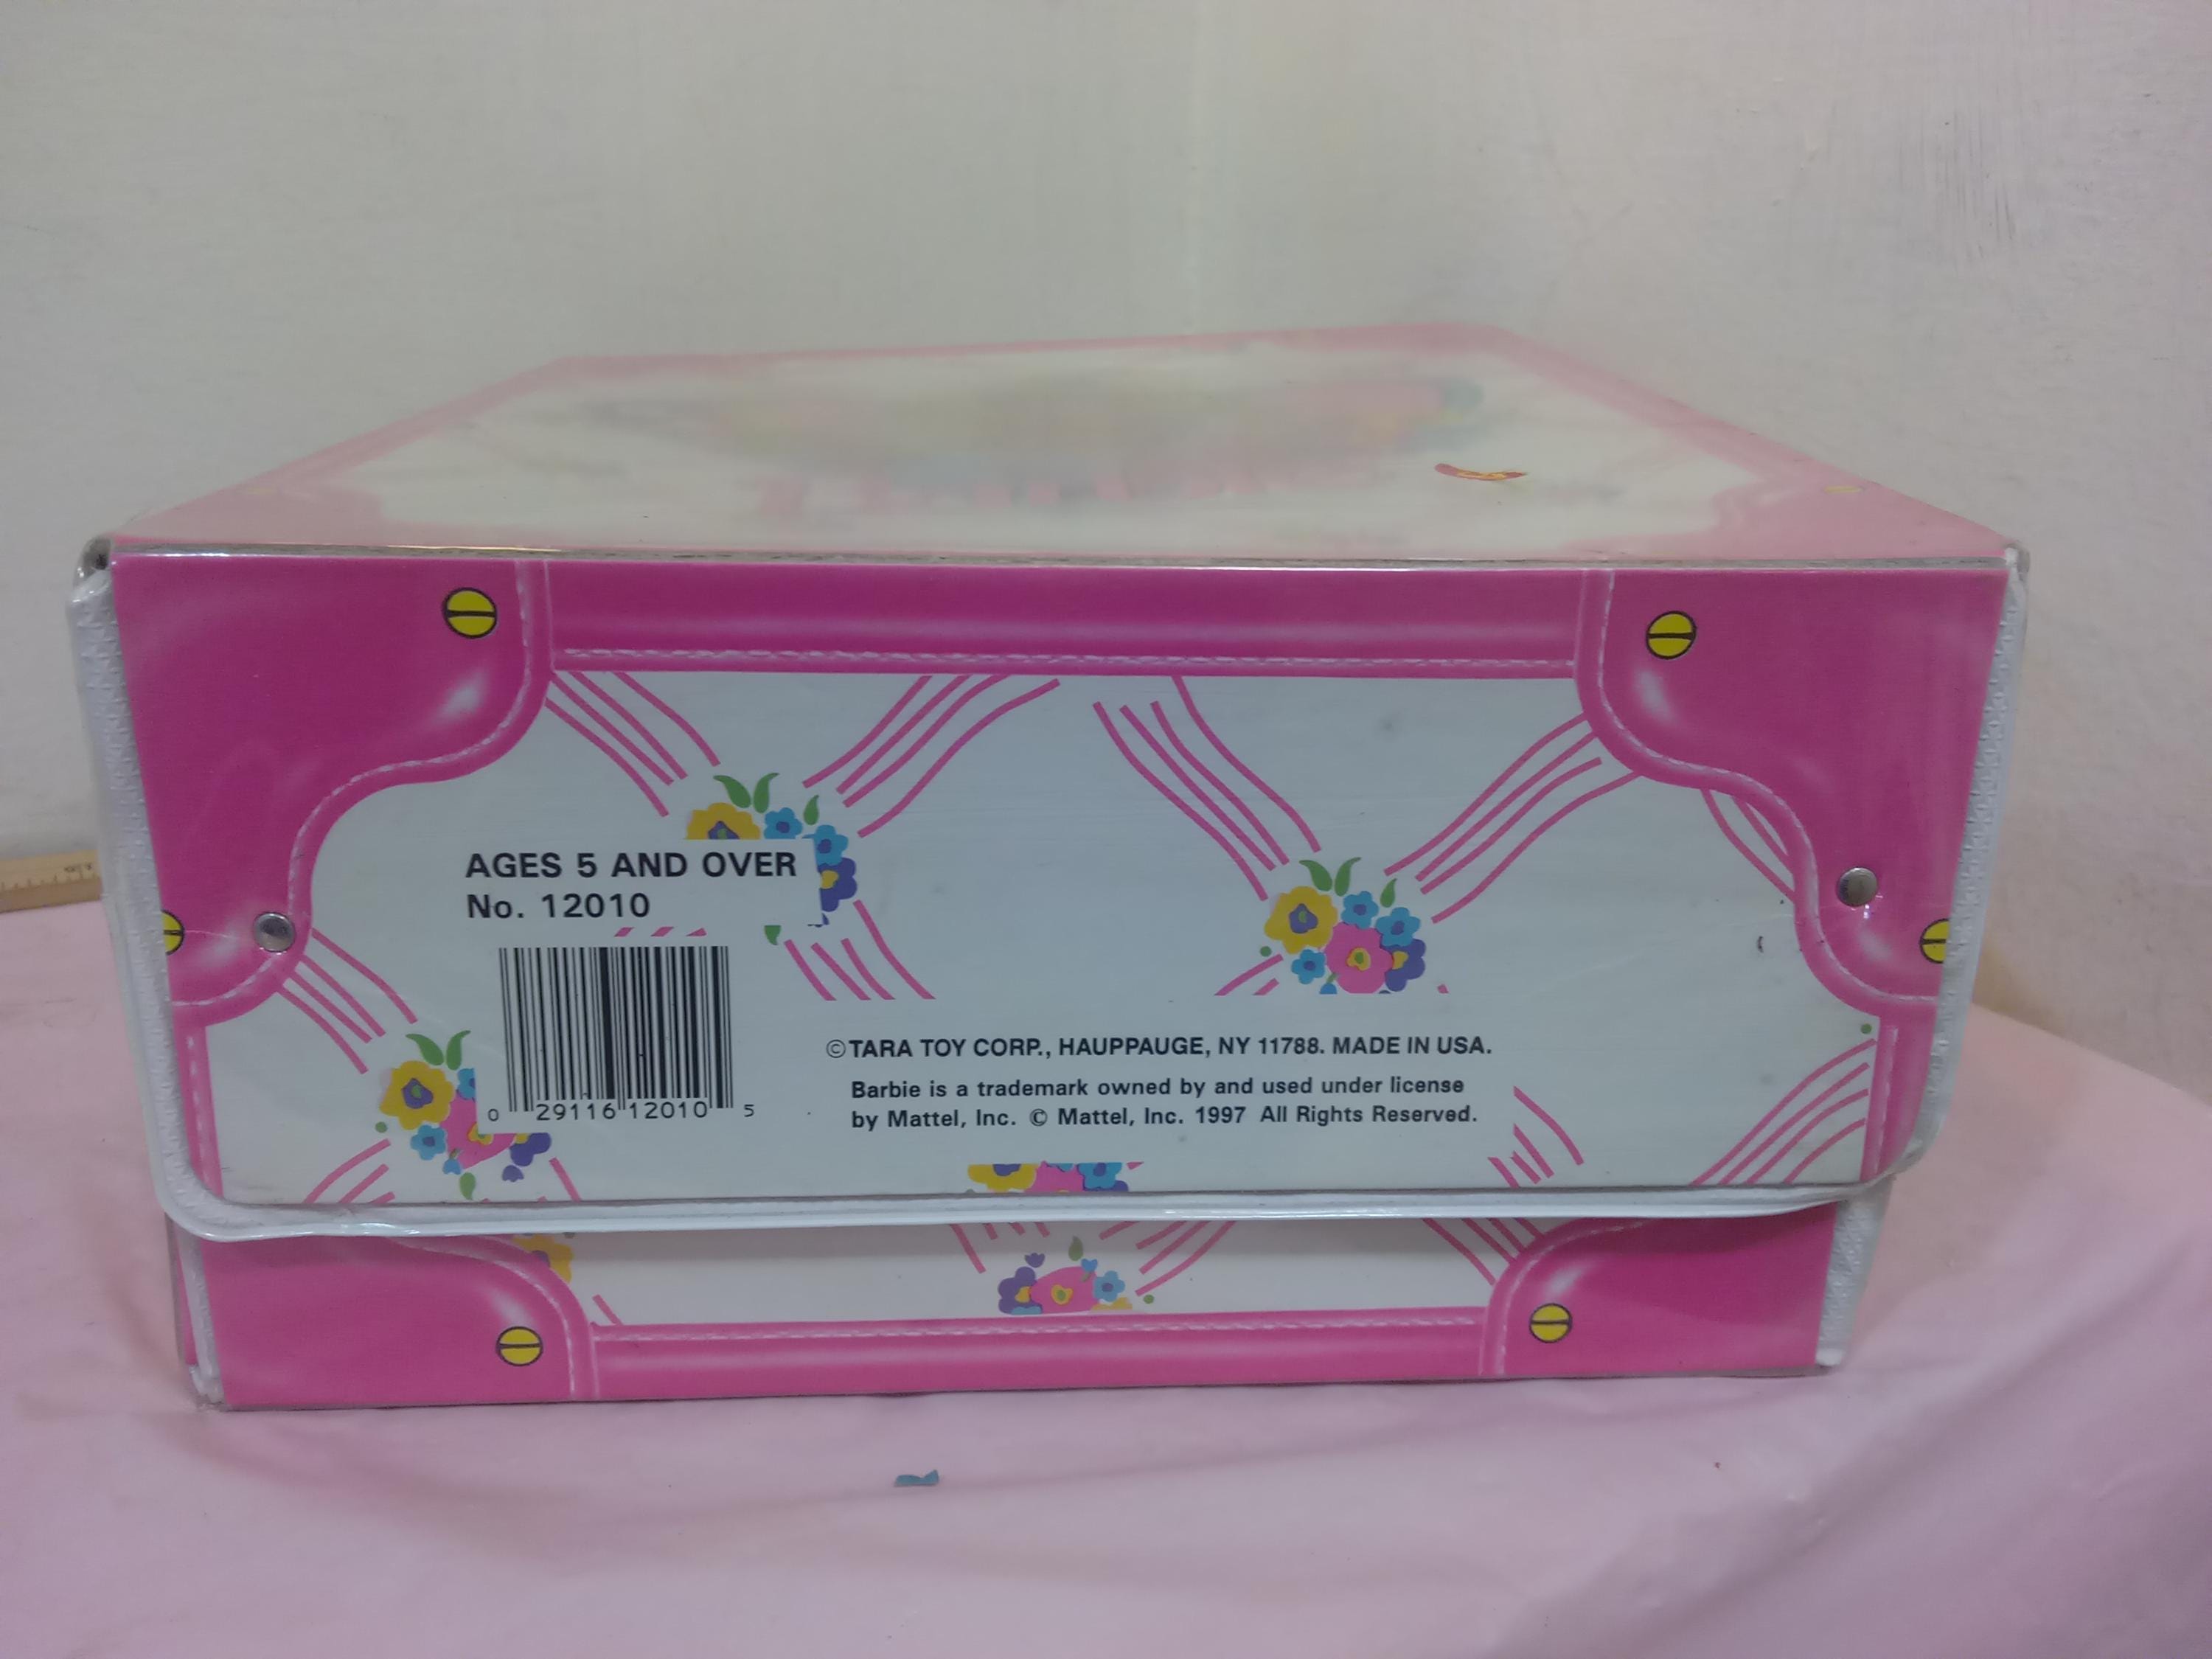 AGES 5 AND OVER
No. 12010
0 29116 12010 5
©TARA TOY CORP., HAUPPAUGE, NY 11788. MADE IN USA.
Barbie is a trademark owned by and used under license
by Mattel, Inc. © Mattel, Inc. 1997 All Rights Reserved.